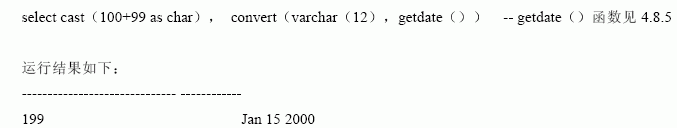 select cast（100+99 as char）， convert（varchar（12）,getdate（）） -- getdate（）函数见 4.8.5
运行结果如下；
------------------------------ ------------
199 Jan 15 2000